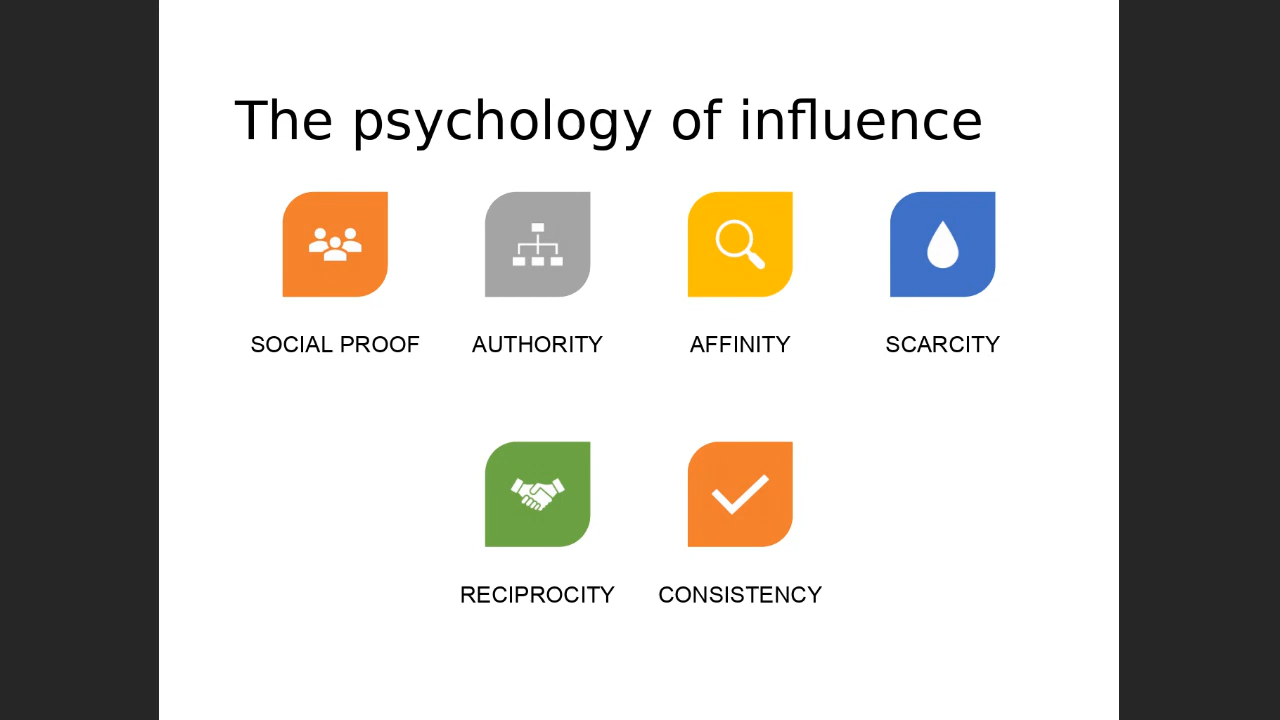 The psychology of influence
SOCIAL PROOF
AUTHORITY
AFFINITY
SCARCITY
RECIPROCITY
CONSISTENCY